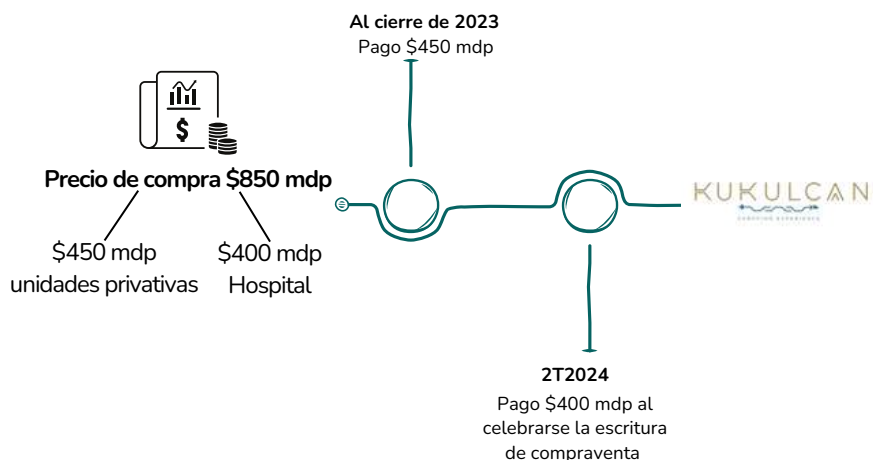 Al cierre de 2023
Pago $450 mdp
$
Precio de compra $850 mdp
$450 mdp
unidades privativas
$400 mdp
Hospital
KUKULCAN
2T2024
Pago $400 mdp al
celebrarse la escritura
de compraventa